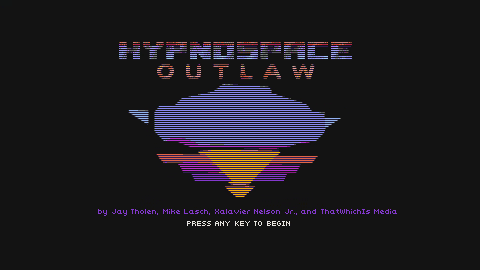 HYPNOSPACE
OUTLAW
by Jay Tholen, Mike Lasch, Xalavier Nelson Jr., and ThatWhichIs Media
PRESS ANY KEY TO BEGIN